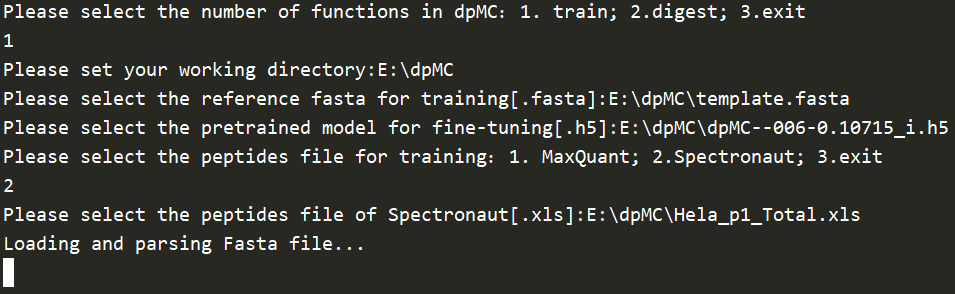 Please select the number of functions in dpMC：1. train; 2.digest; 3.exit
1
Please set your working directory:E:\dpMC
Please select the reference fasta for training[.fasta]:E:\dpMC\template.fasta
Please select the pretrained model for fine-tuning[.h5]:E:\dpMC\dpMC--006-0.10715_i.h5
Please select the peptides file for training：1. MaxQuant; 2.Spectronaut; 3.exit
2
Please select the peptides file of Spectronaut[.xls]:E:\dpMC\Hela_p1_Total.xls
Loading and parsing Fasta file...